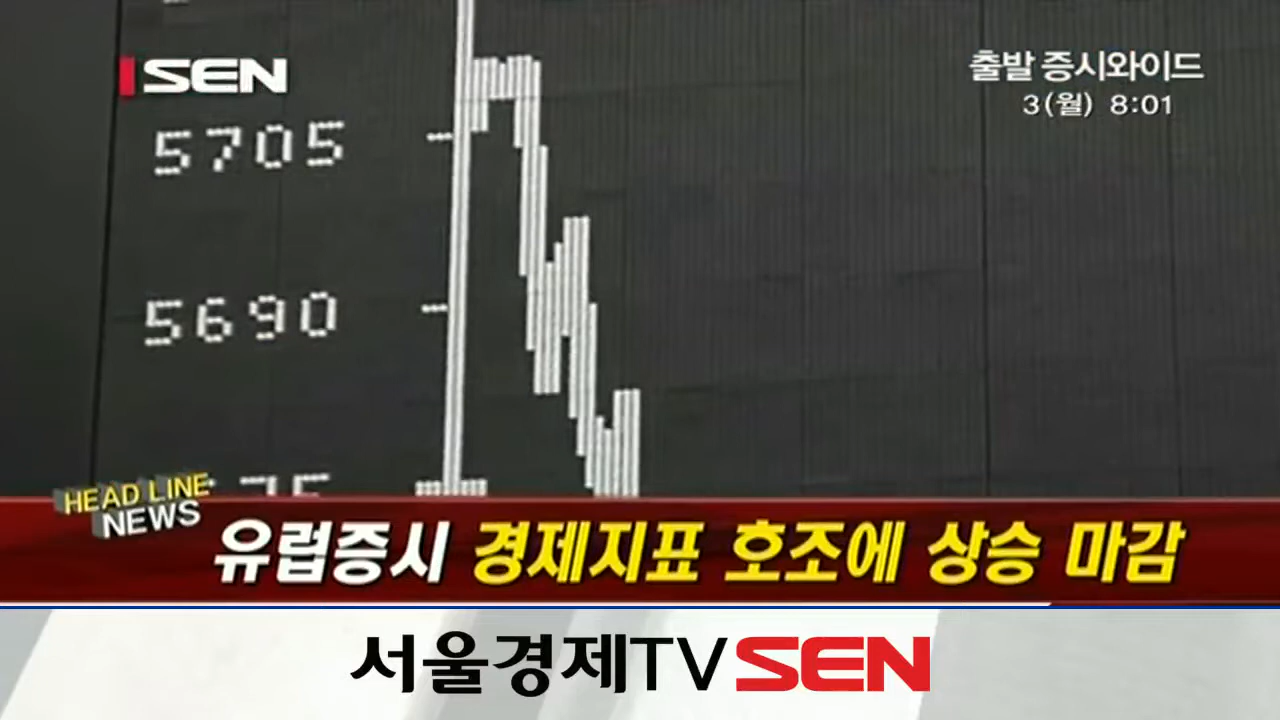 SEN
출발 증시와이드
3(월) 8:01
5705
5690
75
HEAD LINE
NEWS
유럽증시 경제지표 호조에 상승 마감
서울경제TV SEN